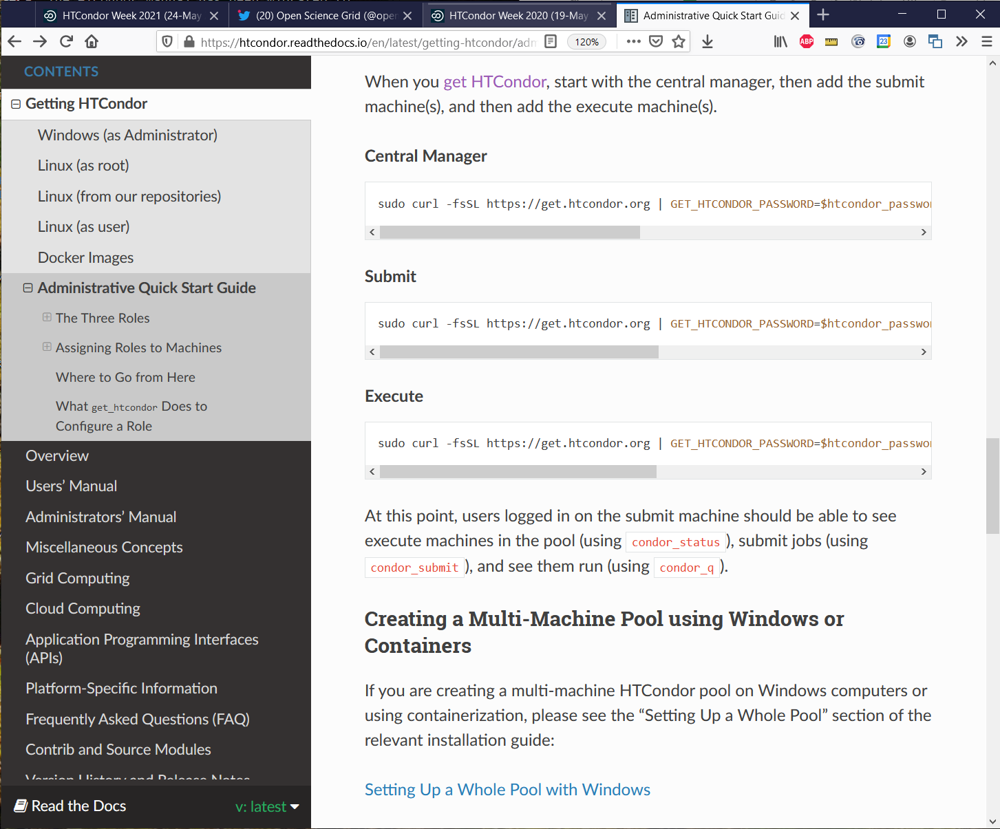 HTCondor Week 2021 (24-May
(20) Open Science Grid (@open
HTCondor Week 2020 (19-May
Administrative Quick Start Guid
https://htcondor.readthedocs.io/en/latest/getting-htcondor/adm
120%
ABP
23
CONTENTS
Getting HTCondor
Windows (as Administrator)
Linux (as root)
Linux (from our repositories)
Linux (as user)
Docker Images
Administrative Quick Start Guide
The Three Roles
Assigning Roles to Machines
Where to Go from Here
What get_htcondor Does to
Configure a Role
Overview
Users’ Manual
Administrators’ Manual
Miscellaneous Concepts
Grid Computing
Cloud Computing
Application Programming Interfaces
(APIs)
Platform-Specific Information
Frequently Asked Questions (FAQ)
Contrib and Source Modules
Version History and Release Notes
Read the Docs
v: latest
When you get HTCondor, start with the central manager, then add the submit
machine(s), and then add the execute machine(s).
Central Manager
sudo curl -fsSL https://get.htcondor.org | GET_HTCONDOR_PASSWORD=$htcondor_passwor
Submit
sudo curl -fsSL https://get.htcondor.org | GET_HTCONDOR_PASSWORD=$htcondor_passwor
Execute
sudo curl -fsSL https://get.htcondor.org | GET_HTCONDOR_PASSWORD=$htcondor_passwor
At this point, users logged in on the submit machine should be able to see
execute machines in the pool (using condor_status), submit jobs (using
condor_submit), and see them run (using condor_q).
Creating a Multi-Machine Pool using Windows or
Containers
If you are creating a multi-machine HTCondor pool on Windows computers or
using containerization, please see the “Setting Up a Whole Pool” section of the
relevant installation guide:
Setting Up a Whole Pool with Windows